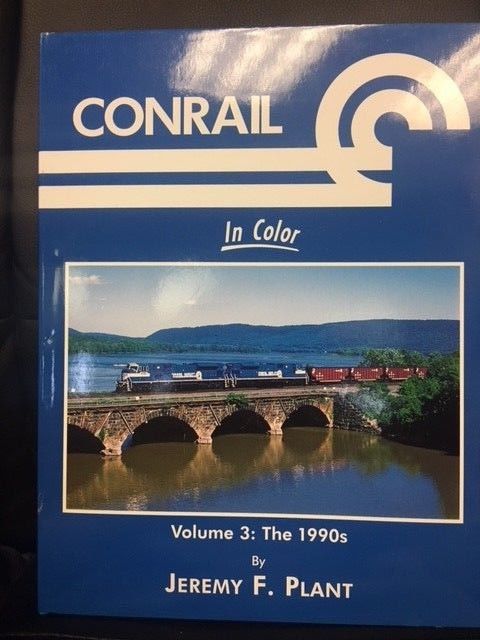 CONRAIL
In Color
Volume 3: The 1990s
By
JEREMY F. PLANT